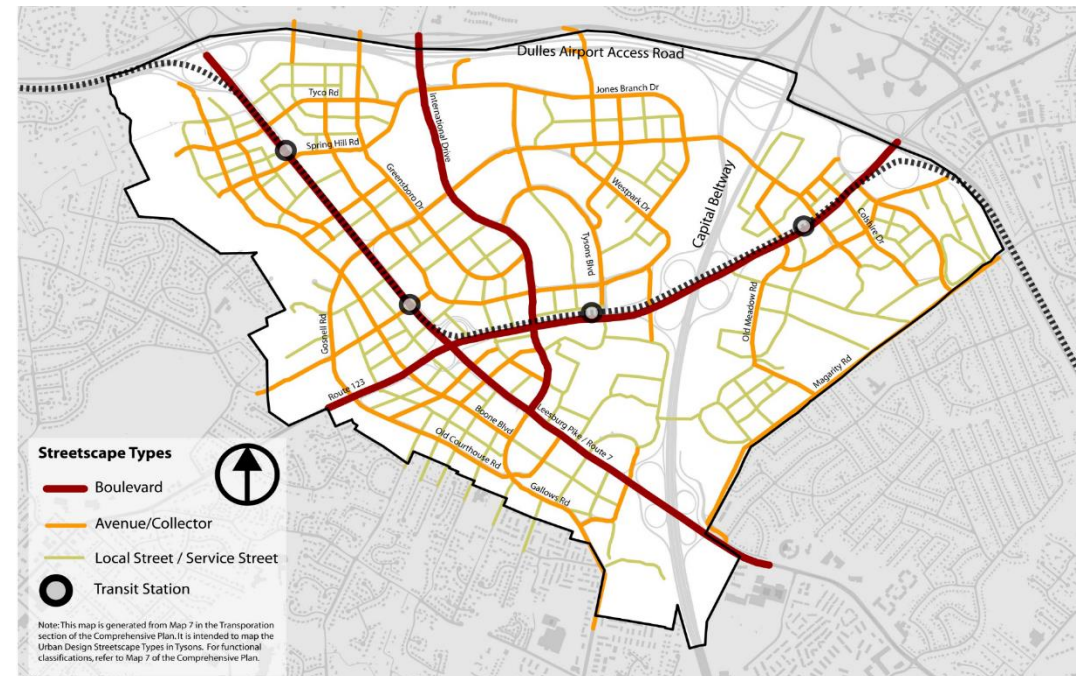 Dulles Airport Access Road
Tyco Rd
International Drive
Jones Branch Dr
Spring Hill Rd
Greensboro Dr
Westpark Dr
Capital Beltway
Tysons Blvd
Colshire Dr
Gosnell Rd
Old Meadow Rd
Magarity Rd
Route 123
Boone Blvd
Leesburg Pike / Route 7
Old Courthouse Rd
Gallows Rd
Streetscape Types
Boulevard
Avenue/Collector
Local Street / Service Street
Transit Station
Note: This map is generated from Map 7 in the Transporation
section of the Comprehensive Plan. It is intended to map the
Urban Design Streetscape Types in Tysons. For functional
classifications, refer to Map 7 of the Comprehensive Plan.